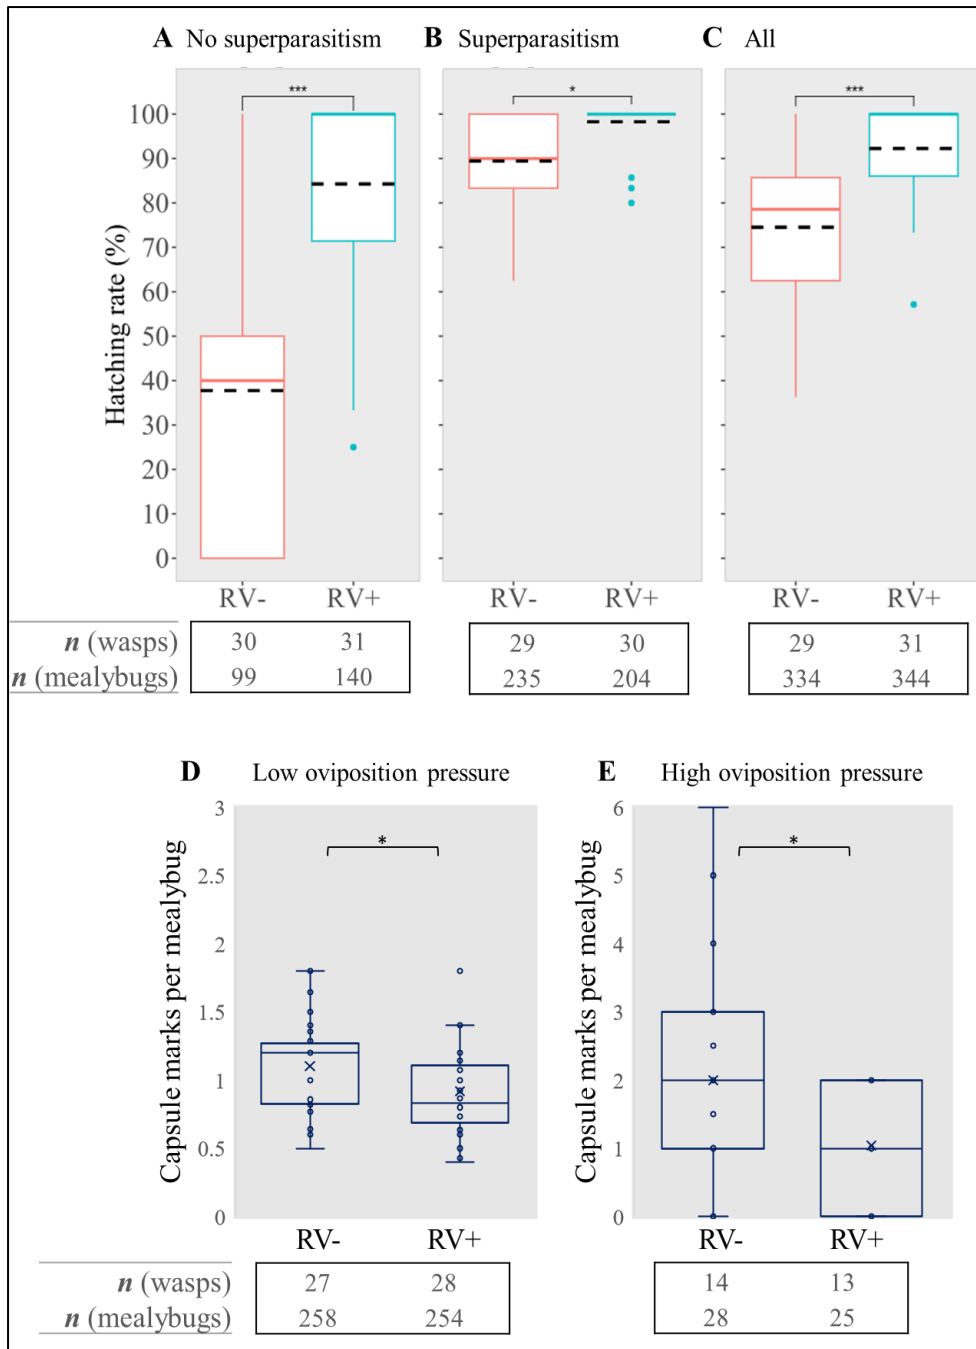 A No superparasitism B Superparasitism C All
*** * ***
Hatching rate (%)
100
90
80
70
60
50
40
30
20
10
0
RV- RV+ RV- RV+ RV- RV+
n (wasps) 30 31 29 30 29 31
n (mealybugs) 99 140 235 204 334 344
D Low oviposition pressure E High oviposition pressure
Capsule marks per mealybug
3
2.5
2
1.5
1
0.5
0
*
Capsule marks per mealybug
6
5
4
3
2
1
0
*
RV- RV+ RV- RV+
n (wasps) 27 28 14 13
n (mealybugs) 258 254 28 25